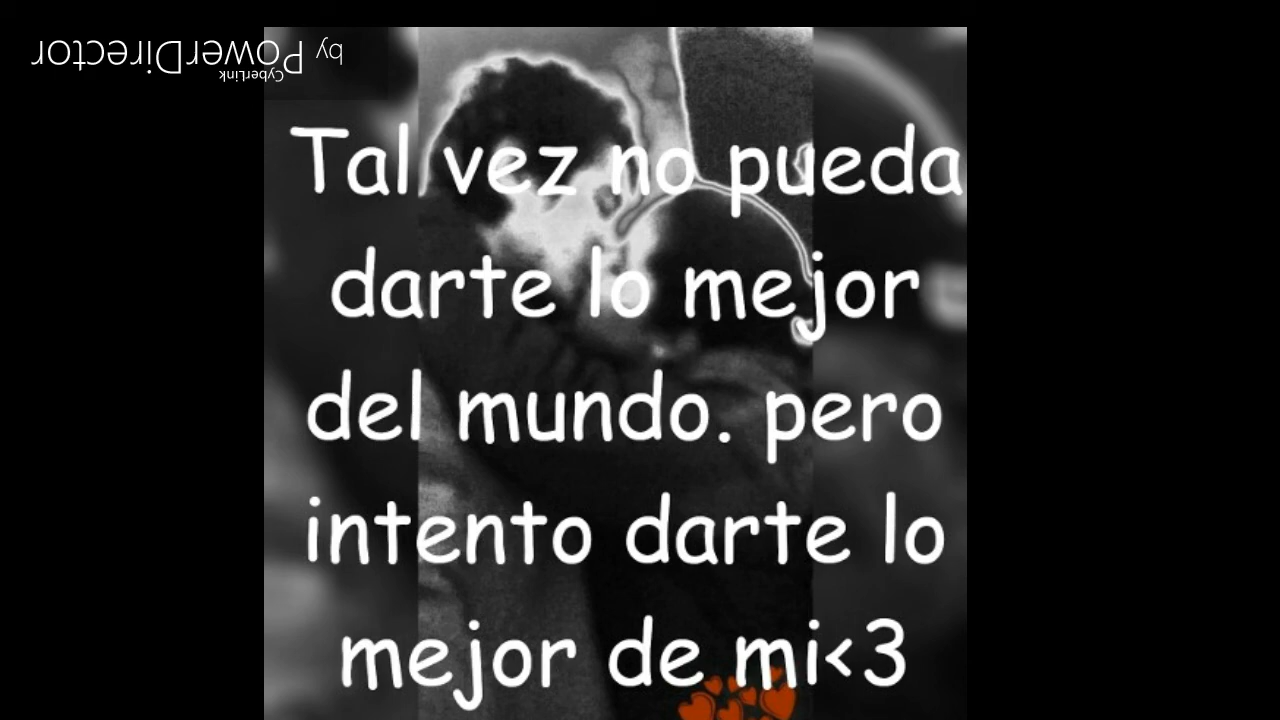 by PowerDirector
CyberLink
Tal vez no pueda
darte lo mejor
del mundo. pero
intento darte lo
mejor de mi<3